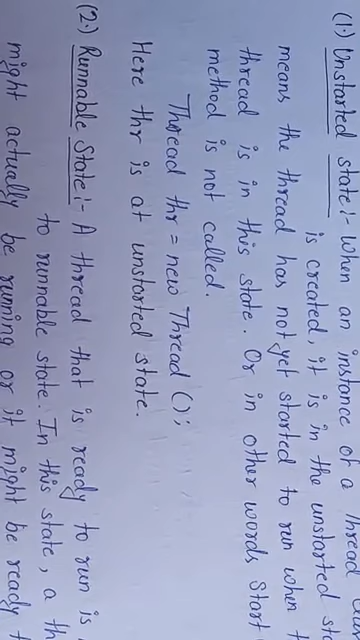 (1.) Unstarted state:- When an instance of a Thread
is created, it is in the unstarted
means the thread has not yet started to run when
thread is in this state. Or in other words Start
method is not called.
Thread thr = new Thread ();
Here thr is at unstarted state.
(2.) Runnable State:- A thread that is ready to run is
to runnable state. In this state, a
might actually be running or it might be ready